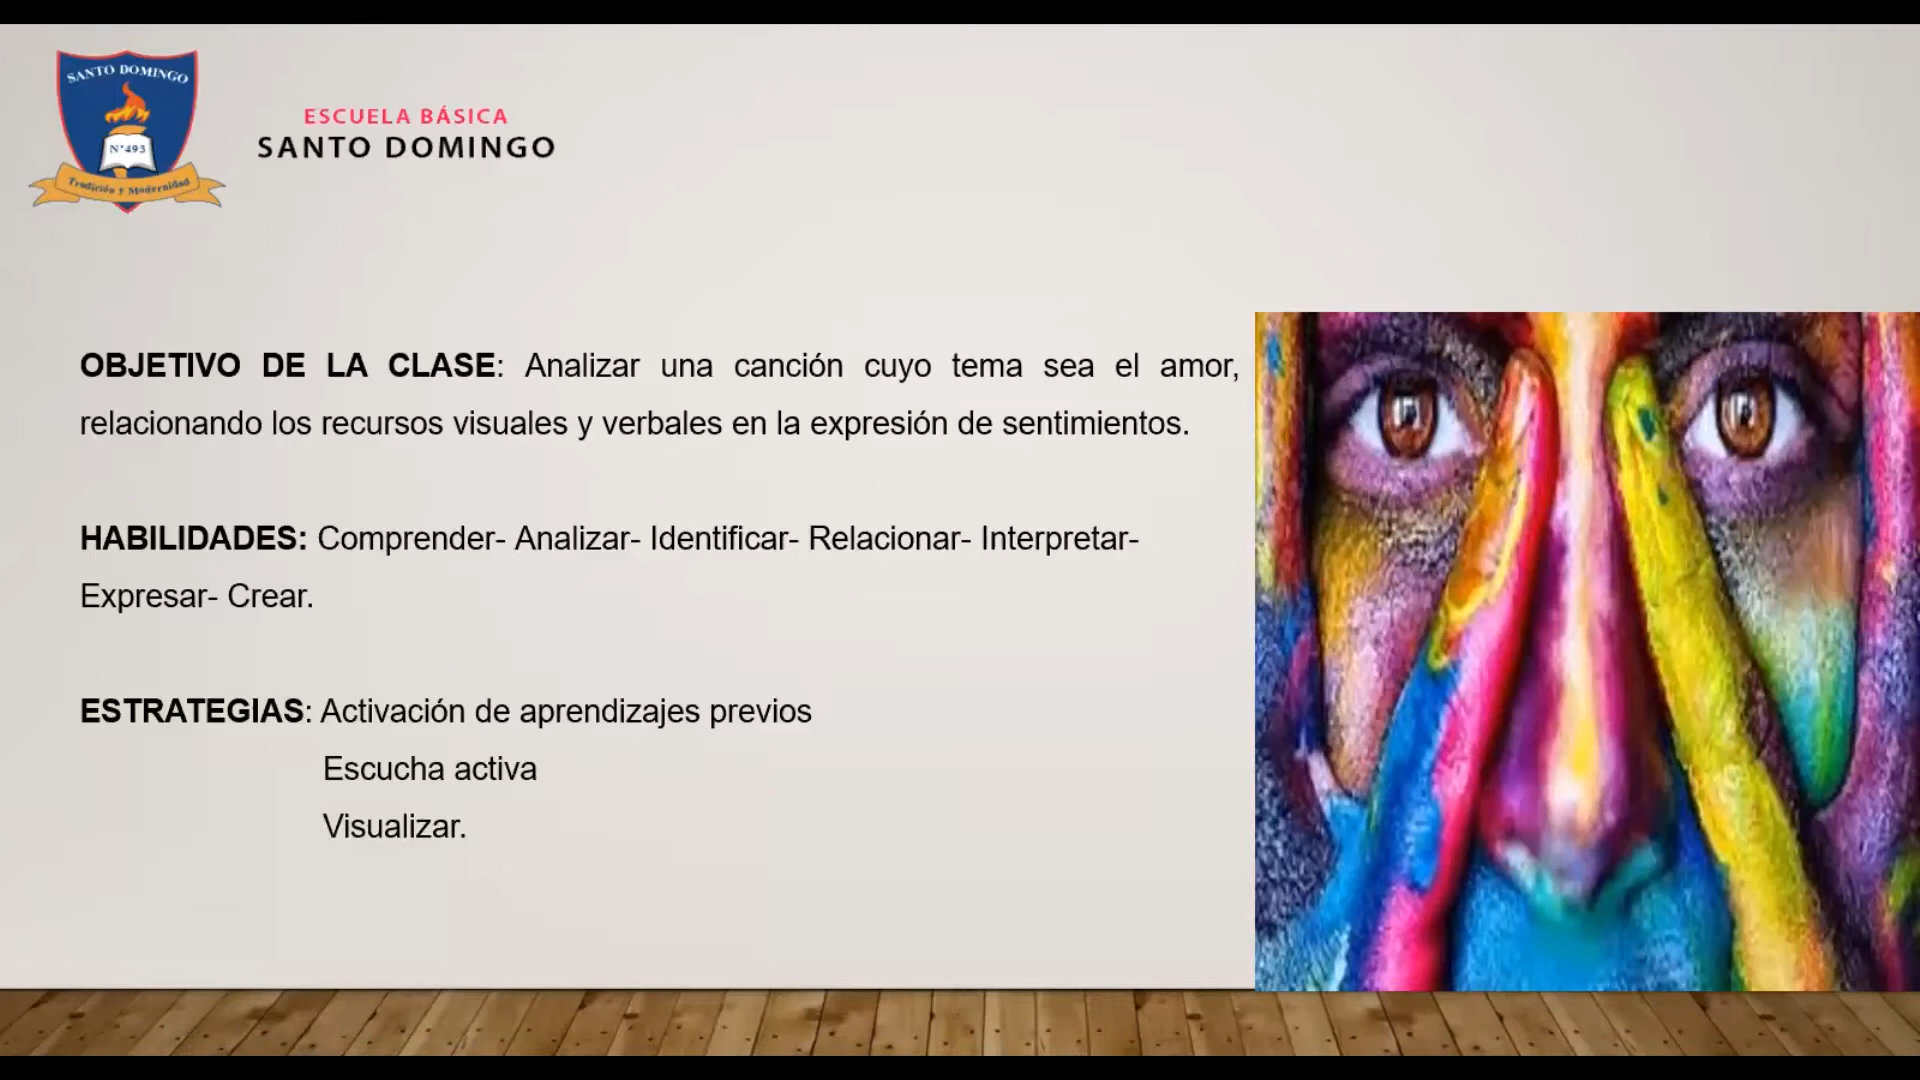 SANTO DOMINGO
N°493
Tradición y Modernidad
ESCUELA BÁSICA
SANTO DOMINGO
OBJETIVO DE LA CLASE: Analizar una canción cuyo tema sea el amor,
relacionando los recursos visuales y verbales en la expresión de sentimientos.
HABILIDADES: Comprender- Analizar- Identificar- Relacionar- Interpretar-
Expresar- Crear.
ESTRATEGIAS: Activación de aprendizajes previos
Escucha activa
Visualizar.